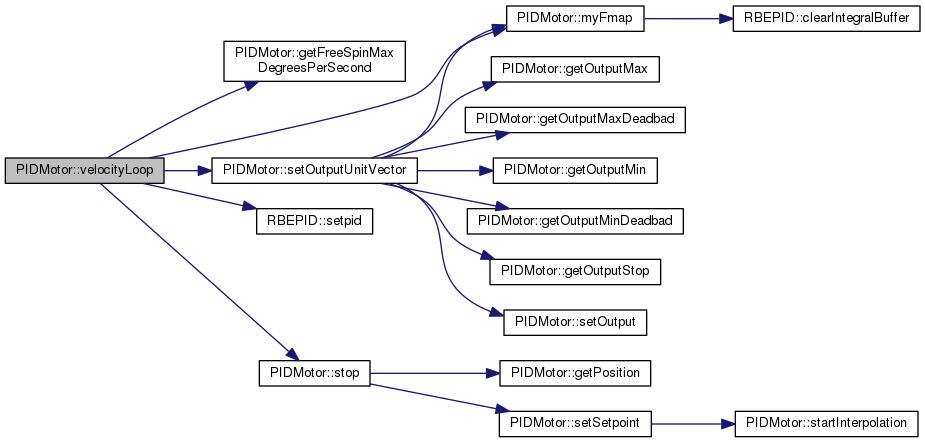 PIDMotor::velocityLoop
PIDMotor::getFreeSpinMax
DegreesPerSecond
PIDMotor::setOutputUnitVector
RBEPID::setpid
PIDMotor::stop
PIDMotor::myFmap
PIDMotor::getOutputMax
PIDMotor::getOutputMaxDeadbad
PIDMotor::getOutputMin
PIDMotor::getOutputMinDeadbad
PIDMotor::getOutputStop
PIDMotor::setOutput
PIDMotor::getPosition
PIDMotor::setSetpoint
RBEPID::clearIntegralBuffer
PIDMotor::startInterpolation